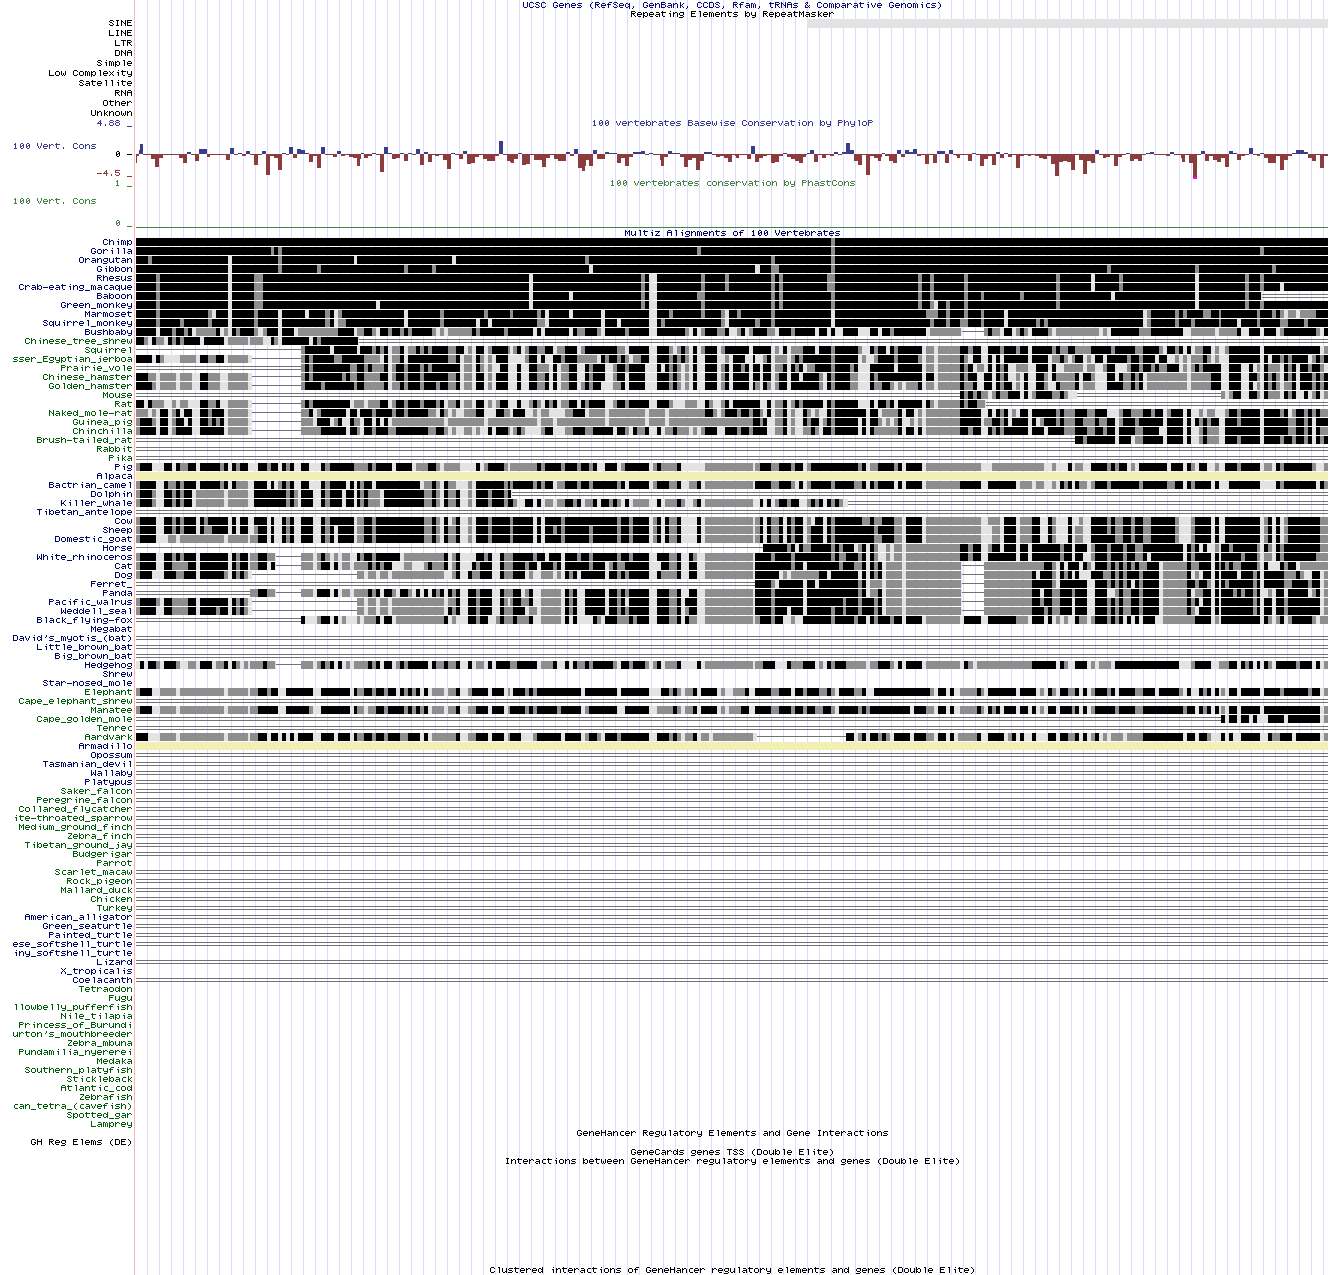 UCSC Genes (RefSeq, GenBank, CCDS, Rfam, tRNAs & Comparative Genomics)
Repeating Elements by RepeatMasker
SINE
LINE
LTR
DNA
Simple
Low Complexity
Satellite
RNA
Other
Unknown
100 vertebrates Basewise Conservation by PhyloP
4.88 _
100 Vert. Cons
0 -
-4.5 _
100 vertebrates conservation by PhastCons
1 _
100 Vert. Cons
0 _
Multiz Alignments of 100 Vertebrates
Chimp
Gorilla
Orangutan
Gibbon
Rhesus
Crab-eating_macaque
Baboon
Green_monkey
Marmoset
Squirrel_monkey
Bushbaby
Chinese_tree_shrew
Squirrel
sser_Egyptian_jerboa
Prairie_vole
Chinese_hamster
Golden_hamster
Mouse
Rat
Naked_mole-rat
Guinea_pig
Chinchilla
Brush-tailed_rat
Rabbit
Pika
Pig
Alpaca
Bactrian_camel
Dolphin
Killer_whale
Tibetan_antelope
Cow
Sheep
Domestic_goat
Horse
White_rhinoceros
Cat
Dog
Ferret_
Panda
Pacific_walrus
Weddell_seal
Black_flying-fox
Megabat
David's_myotis_(bat)
Little_brown_bat
Big_brown_bat
Hedgehog
Shrew
Star-nosed_mole
Elephant
Cape_elephant_shrew
Manatee
Cape_golden_mole
Tenrec
Aardvark
Armadillo
Opossum
Tasmanian_devil
Wallaby
Platypus
Saker_falcon
Peregrine_falcon
Collared_flycatcher
ite-throated_sparrow
Medium_ground_finch
Zebra_finch
Tibetan_ground_jay
Budgerigar
Parrot
Scarlet_macaw
Rock_pigeon
Mallard_duck
Chicken
Turkey
American_alligator
Green_seaturtle
Painted_turtle
ese_softshell_turtle
iny_softshell_turtle
Lizard
X_tropicalis
Coelacanth
Tetraodon
Fugu
llowbelly_pufferfish
Nile_tilapia
Princess_of_Burundi
urton's_mouthbreeder
Zebra_mbuna
Pundamilia_nyererei
Medaka
Southern_platyfish
Stickleback
Atlantic_cod
Zebrafish
can_tetra_(cavefish)
Spotted_gar
Lamprey
GeneHancer Regulatory Elements and Gene Interactions
GH Reg Elems (DE)
GeneCards genes TSS (Double Elite)
Interactions between GeneHancer regulatory elements and genes (Double Elite)
Clustered interactions of GeneHancer regulatory elements and genes (Double Elite)